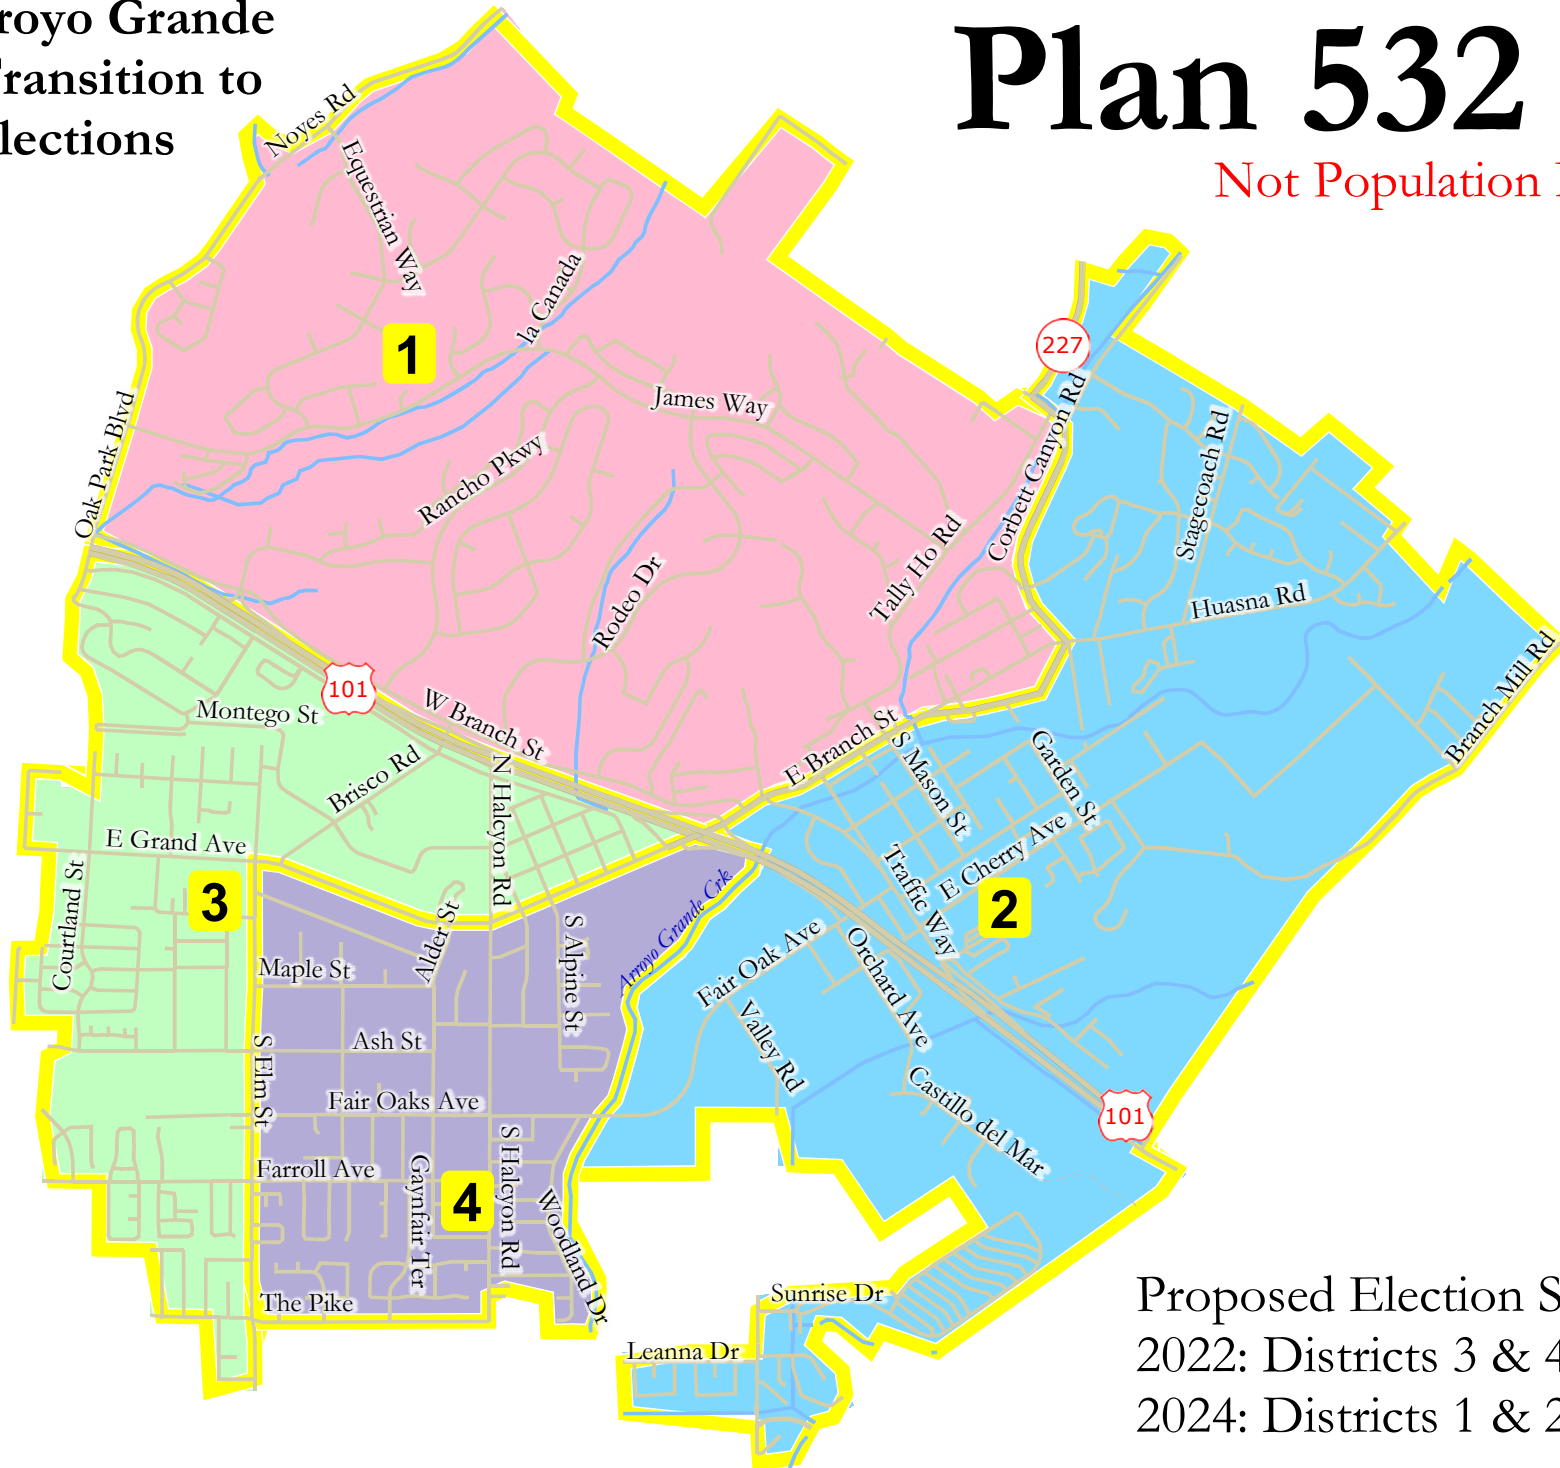 royo Grande
Transition to
lections
Plan 532
Not Population
Noyes Rd
Equestrian Way
la Canada
1
227
James Way
Oak Park Blvd
Rancho Pkwy
Corbett Canyon Rd
Stagecoach Rd
Tally Ho Rd
Rodeo Dr
Huasna Rd
Branch Mill Rd
101
Montego St
W Branch St
E Branch St
S Mason St
Garden St
Brisco Rd
N Halcyon Rd
E Grand Ave
E Cherry Ave
Traffic Way
Courtland St
3
2
Arroyo Grande Crk
Alder St
S Alpine St
Fair Oak Ave
Orchard Ave
Maple St
Valley Rd
Ash St
S Elm St
Fair Oaks Ave
Castillo del Mar
101
Farroll Ave
Gaynfair Ter
4
S Halcyon Rd
Woodland Dr
The Pike
Sunrise Dr
Leanna Dr
Proposed Election S
2022: Districts 3 & 4
2024: Districts 1 & 2